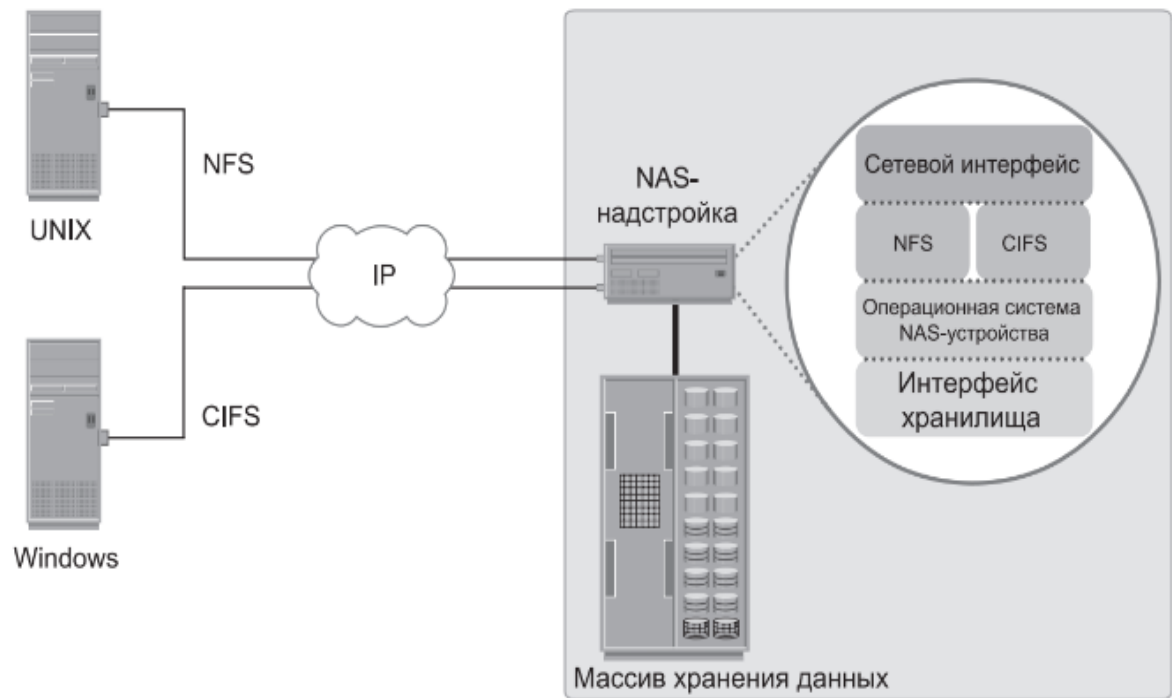 UNIX
NFS
IP
CIFS
Windows
NAS-
надстройка
Массив хранения данных
Сетевой интерфейс
NFS
CIFS
Операционная система
NAS-устройства
Интерфейс
хранилища